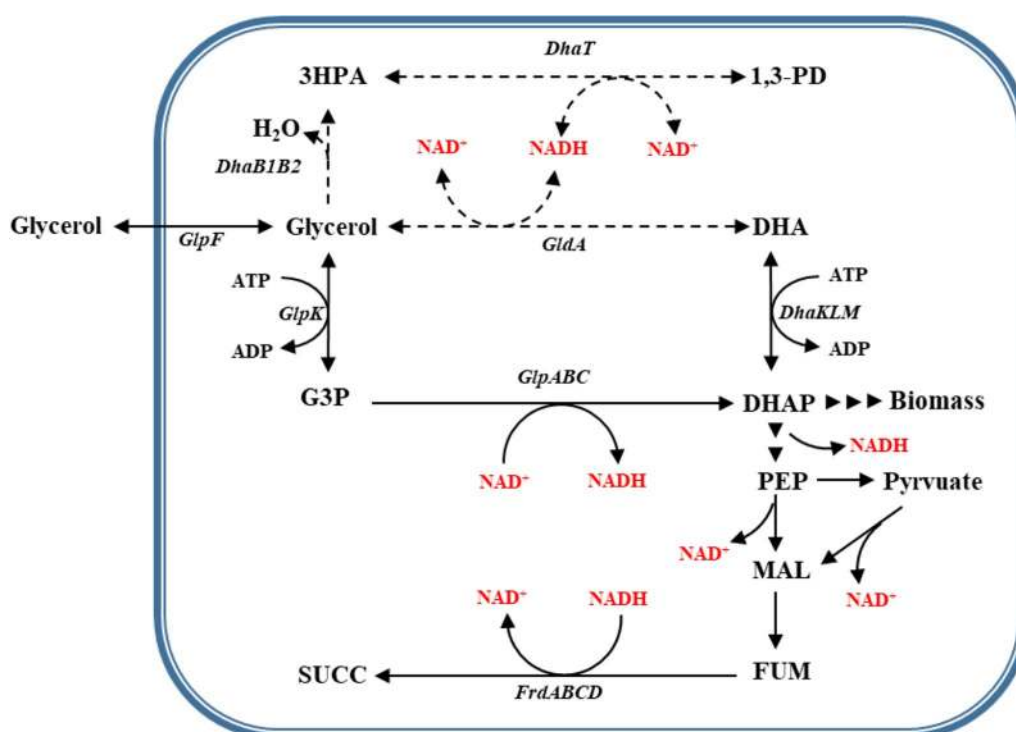 DhaT
3HPA
1,3-PD
H₂O
NAD⁺
NADH
NAD⁺
DhaB1B2
Glycerol
Glycerol
DHA
GlpF
GldA
ATP
ATP
GlpK
DhaKLM
ADP
ADP
GlpABC
G3P
DHAP
Biomass
NADH
NAD⁺
NADH
PEP
Pyrvuate
NAD⁺
MAL
NAD⁺
NADH
NAD⁺
SUCC
FUM
FrdABCD